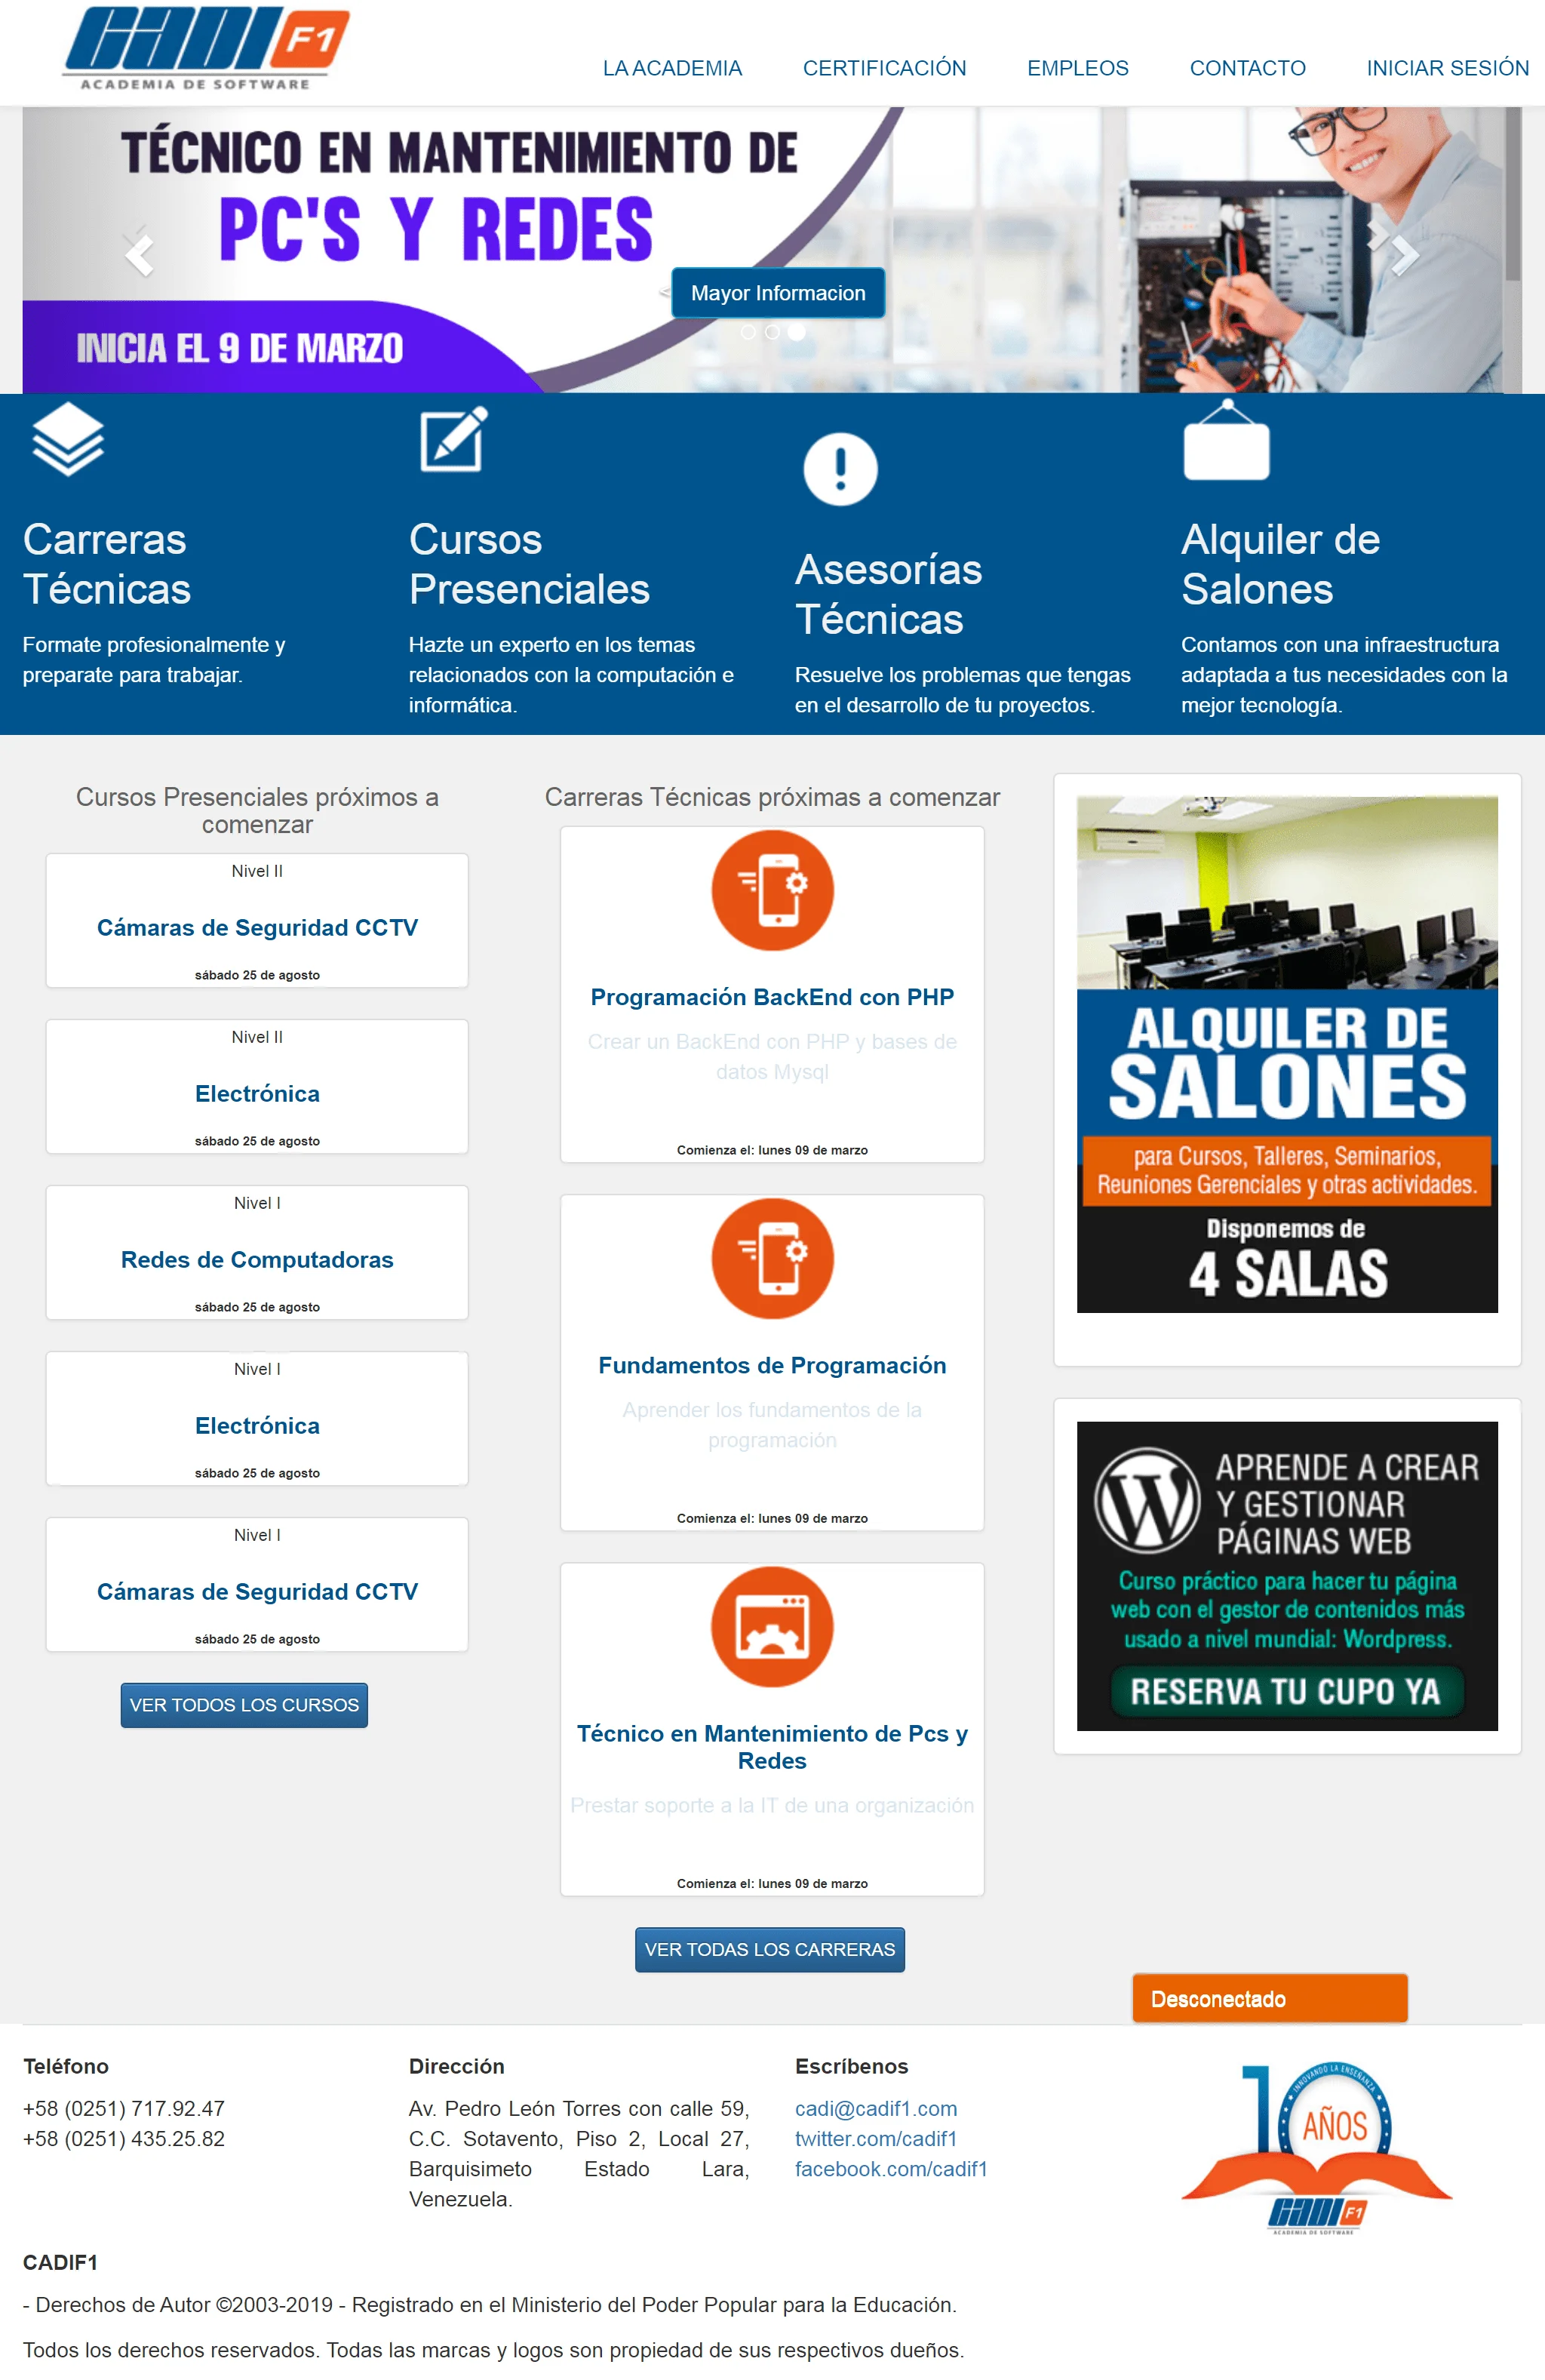 CADI F1
ACADEMIA DE SOFTWARE
LA ACADEMIA
CERTIFICACIÓN
EMPLEOS
CONTACTO
INICIAR SESIÓN
TÉCNICO EN MANTENIMIENTO DE
PC'S Y REDES
INICIA EL 9 DE MARZO
< Mayor Informacion
Carreras
Técnicas
Formate profesionalmente y
preparate para trabajar.
Cursos
Presenciales
Hazte un experto en los temas
relacionados con la computación e
informática.
Asesorías
Técnicas
Resuelve los problemas que tengas
en el desarrollo de tu proyectos.
Alquiler de
Salones
Contamos con una infraestructura
adaptada a tus necesidades con la
mejor tecnología.
Cursos Presenciales próximos a
comenzar
Nivel II
Cámaras de Seguridad CCTV
sábado 25 de agosto
Nivel II
Electrónica
sábado 25 de agosto
Nivel I
Redes de Computadoras
sábado 25 de agosto
Nivel I
Electrónica
sábado 25 de agosto
Nivel I
Cámaras de Seguridad CCTV
sábado 25 de agosto
VER TODOS LOS CURSOS
Carreras Técnicas próximas a comenzar
Programación BackEnd con PHP
Crear un BackEnd con PHP y bases de
datos Mysql
Comienza el: lunes 09 de marzo
Fundamentos de Programación
Aprender los fundamentos de la
programación
Comienza el: lunes 09 de marzo
Técnico en Mantenimiento de Pcs y
Redes
Prestar soporte a la IT de una organización
Comienza el: lunes 09 de marzo
VER TODAS LOS CARRERAS
ALQUILER DE
SALONES
para Cursos, Talleres, Seminarios,
Reuniones Gerenciales y otras actividades.
Disponemos de
4 SALAS
APRENDE A CREAR
Y GESTIONAR
PÁGINAS WEB
Curso práctico para hacer tu página
web con el gestor de contenidos más
usado a nivel mundial: Wordpress.
RESERVA TU CUPO YA
Desconectado
Teléfono
+58 (0251) 717.92.47
+58 (0251) 435.25.82
Dirección
Av. Pedro León Torres con calle 59,
C.C. Sotavento, Piso 2, Local 27,
Barquisimeto Estado Lara,
Venezuela.
Escríbenos
cadi@cadif1.com
twitter.com/cadif1
facebook.com/cadif1
INNOVANDO LA ENSEÑANZA
10
AÑOS
CADI F1
ACADEMIA DE SOFTWARE
CADIF1
- Derechos de Autor ©2003-2019 - Registrado en el Ministerio del Poder Popular para la Educación.
Todos los derechos reservados. Todas las marcas y logos son propiedad de sus respectivos dueños.